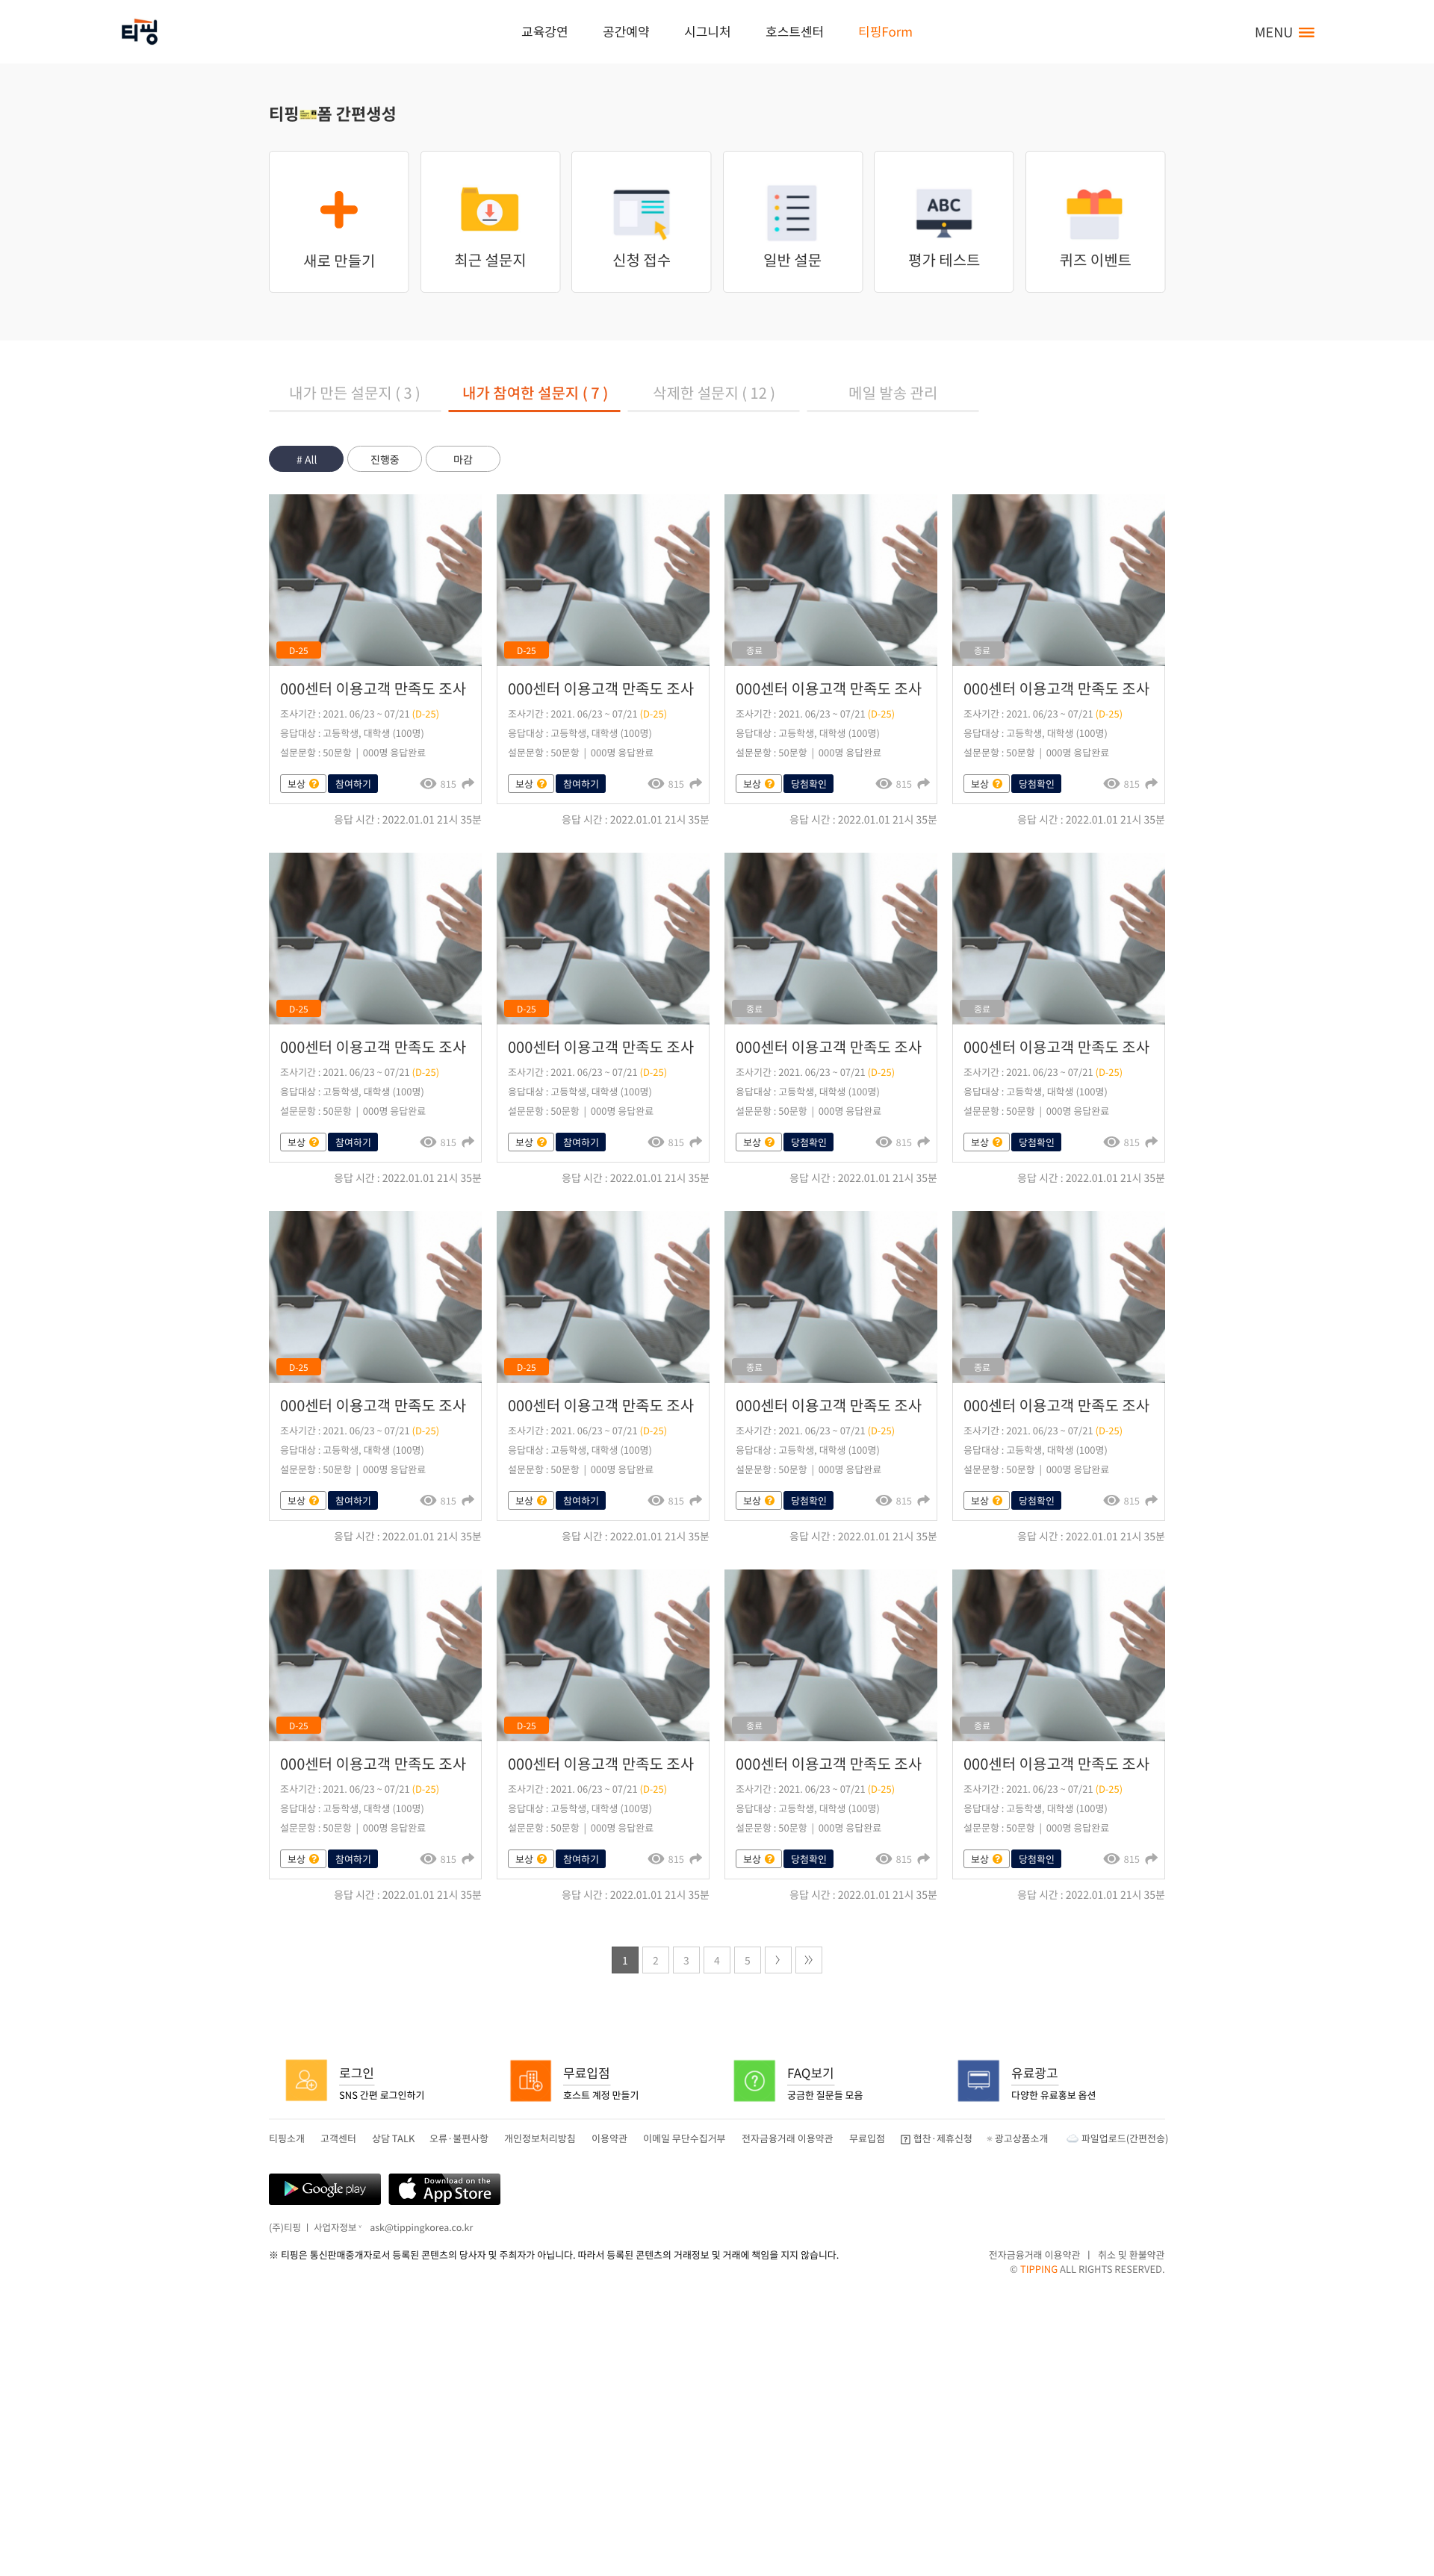 티핑 교육강연 공간예약 시그니처 호스트센터 티핑Form MENU
티핑 폼 간편생성
새로 만들기 최근 설문지 신청 접수 일반 설문 ABC 평가 테스트 퀴즈 이벤트
내가 만든 설문지 ( 3 ) 내가 참여한 설문지 ( 7 ) 삭제한 설문지 ( 12 ) 메일 발송 관리
# All 진행중 마감
D-25 D-25 종료 종료
000센터 이용고객 만족도 조사 000센터 이용고객 만족도 조사 000센터 이용고객 만족도 조사 000센터 이용고객 만족도 조사
조사기간 : 2021. 06/23 ~ 07/21 (D-25) 조사기간 : 2021. 06/23 ~ 07/21 (D-25) 조사기간 : 2021. 06/23 ~ 07/21 (D-25) 조사기간 : 2021. 06/23 ~ 07/21 (D-25)
응답대상 : 고등학생, 대학생 (100명) 응답대상 : 고등학생, 대학생 (100명) 응답대상 : 고등학생, 대학생 (100명) 응답대상 : 고등학생, 대학생 (100명)
설문문항 : 50문항 | 000명 응답완료 설문문항 : 50문항 | 000명 응답완료 설문문항 : 50문항 | 000명 응답완료 설문문항 : 50문항 | 000명 응답완료
보상 ? 참여하기 815 보상 ? 참여하기 815 보상 ? 당첨확인 815 보상 ? 당첨확인 815
응답 시간 : 2022.01.01 21시 35분 응답 시간 : 2022.01.01 21시 35분 응답 시간 : 2022.01.01 21시 35분 응답 시간 : 2022.01.01 21시 35분
D-25 D-25 종료 종료
000센터 이용고객 만족도 조사 000센터 이용고객 만족도 조사 000센터 이용고객 만족도 조사 000센터 이용고객 만족도 조사
조사기간 : 2021. 06/23 ~ 07/21 (D-25) 조사기간 : 2021. 06/23 ~ 07/21 (D-25) 조사기간 : 2021. 06/23 ~ 07/21 (D-25) 조사기간 : 2021. 06/23 ~ 07/21 (D-25)
응답대상 : 고등학생, 대학생 (100명) 응답대상 : 고등학생, 대학생 (100명) 응답대상 : 고등학생, 대학생 (100명) 응답대상 : 고등학생, 대학생 (100명)
설문문항 : 50문항 | 000명 응답완료 설문문항 : 50문항 | 000명 응답완료 설문문항 : 50문항 | 000명 응답완료 설문문항 : 50문항 | 000명 응답완료
보상 ? 참여하기 815 보상 ? 참여하기 815 보상 ? 당첨확인 815 보상 ? 당첨확인 815
응답 시간 : 2022.01.01 21시 35분 응답 시간 : 2022.01.01 21시 35분 응답 시간 : 2022.01.01 21시 35분 응답 시간 : 2022.01.01 21시 35분
D-25 D-25 종료 종료
000센터 이용고객 만족도 조사 000센터 이용고객 만족도 조사 000센터 이용고객 만족도 조사 000센터 이용고객 만족도 조사
조사기간 : 2021. 06/23 ~ 07/21 (D-25) 조사기간 : 2021. 06/23 ~ 07/21 (D-25) 조사기간 : 2021. 06/23 ~ 07/21 (D-25) 조사기간 : 2021. 06/23 ~ 07/21 (D-25)
응답대상 : 고등학생, 대학생 (100명) 응답대상 : 고등학생, 대학생 (100명) 응답대상 : 고등학생, 대학생 (100명) 응답대상 : 고등학생, 대학생 (100명)
설문문항 : 50문항 | 000명 응답완료 설문문항 : 50문항 | 000명 응답완료 설문문항 : 50문항 | 000명 응답완료 설문문항 : 50문항 | 000명 응답완료
보상 ? 참여하기 815 보상 ? 참여하기 815 보상 ? 당첨확인 815 보상 ? 당첨확인 815
응답 시간 : 2022.01.01 21시 35분 응답 시간 : 2022.01.01 21시 35분 응답 시간 : 2022.01.01 21시 35분 응답 시간 : 2022.01.01 21시 35분
D-25 D-25 종료 종료
000센터 이용고객 만족도 조사 000센터 이용고객 만족도 조사 000센터 이용고객 만족도 조사 000센터 이용고객 만족도 조사
조사기간 : 2021. 06/23 ~ 07/21 (D-25) 조사기간 : 2021. 06/23 ~ 07/21 (D-25) 조사기간 : 2021. 06/23 ~ 07/21 (D-25) 조사기간 : 2021. 06/23 ~ 07/21 (D-25)
응답대상 : 고등학생, 대학생 (100명) 응답대상 : 고등학생, 대학생 (100명) 응답대상 : 고등학생, 대학생 (100명) 응답대상 : 고등학생, 대학생 (100명)
설문문항 : 50문항 | 000명 응답완료 설문문항 : 50문항 | 000명 응답완료 설문문항 : 50문항 | 000명 응답완료 설문문항 : 50문항 | 000명 응답완료
보상 ? 참여하기 815 보상 ? 참여하기 815 보상 ? 당첨확인 815 보상 ? 당첨확인 815
응답 시간 : 2022.01.01 21시 35분 응답 시간 : 2022.01.01 21시 35분 응답 시간 : 2022.01.01 21시 35분 응답 시간 : 2022.01.01 21시 35분
1 2 3 4 5 > >>
로그인 무료입점 FAQ보기 유료광고
SNS 간편 로그인하기 호스트 계정 만들기 궁금한 질문들 모음 다양한 유료홍보 옵션
티핑소개 고객센터 상담 TALK 오류·불편사항 개인정보처리방침 이용약관 이메일 무단수집거부 전자금융거래 이용약관 무료입점 ? 협찬·제휴신청 광고상품소개 파일업로드(간편전송)
Google play Download on the App Store
(주)티핑 | 사업자정보 ask@tippingkorea.co.kr
※ 티핑은 통신판매중개자로서 등록된 콘텐츠의 당사자 및 주최자가 아닙니다. 따라서 등록된 콘텐츠의 거래정보 및 거래에 책임을 지지 않습니다. 전자금융거래 이용약관 | 취소 및 환불약관
© TIPPING ALL RIGHTS RESERVED.